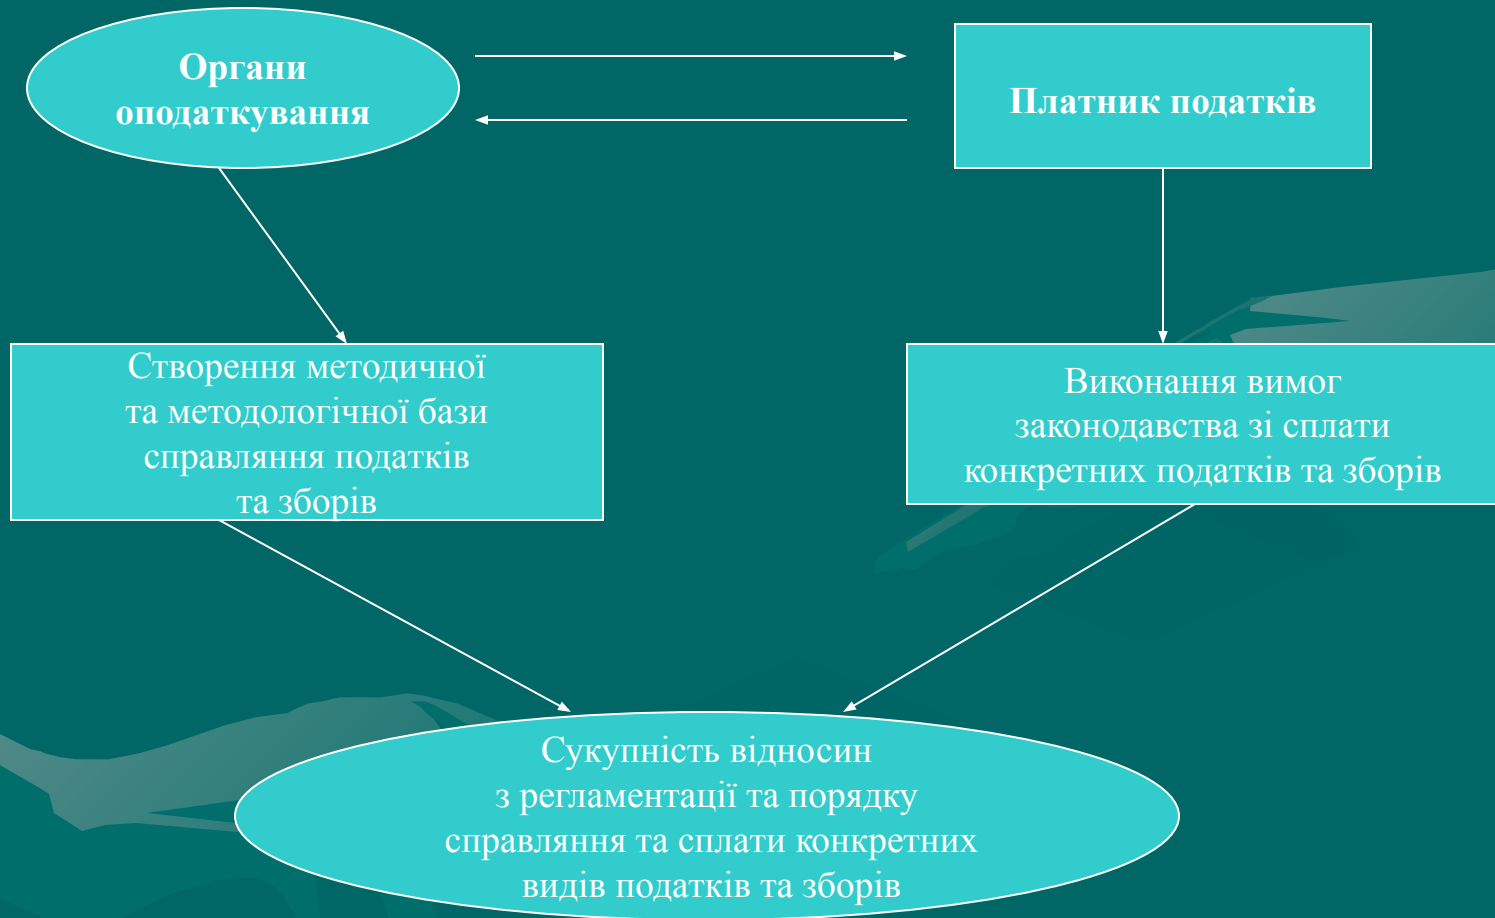 Органи
оподаткування
Платник податків
Створення методичної
та методологічної бази
справляння податків
та зборів
Виконання вимог
законодавства зі сплати
конкретних податків та зборів
Сукупність відносин
з регламентації та порядку
справляння та сплати конкретних
видів податків та зборів